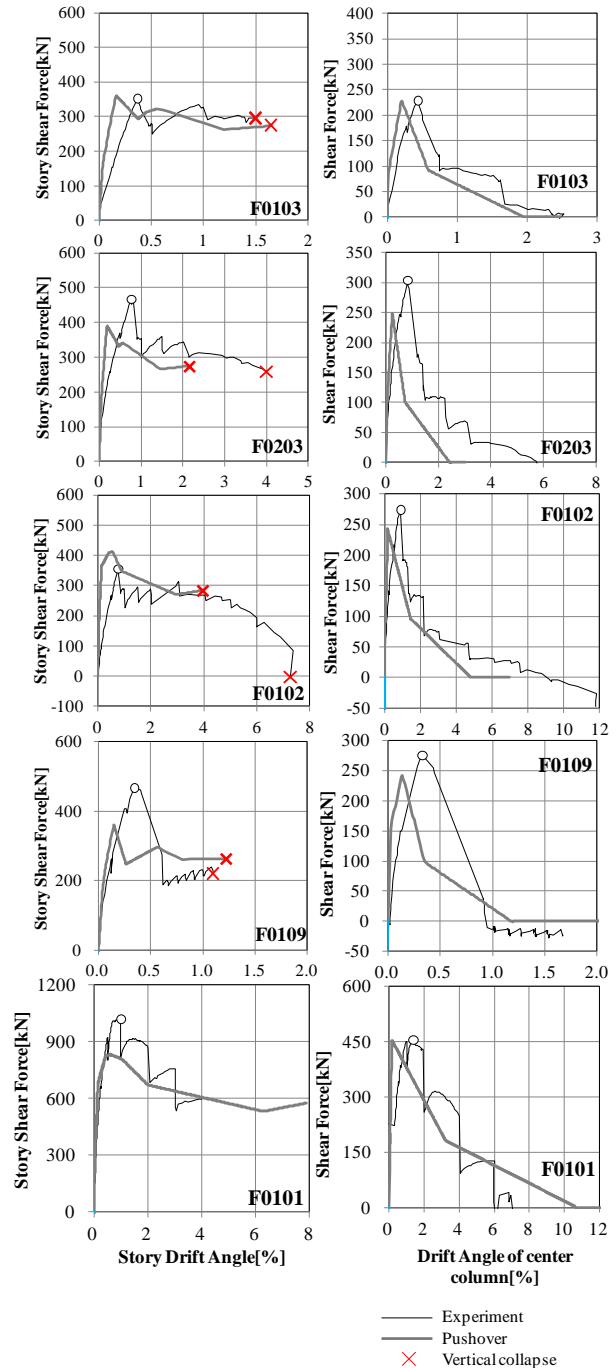 600
500
400
300
200
100
0
0 0.5 1 1.5 2
Story Shear Force[kN]
F0103
400
350
300
250
200
150
100
50
0
0 1 2 3
Shear Force[kN]
F0103
600
500
400
300
200
100
0
0 1 2 3 4 5
Story Shear Force[kN]
F0203
350
300
250
200
150
100
50
0
0 2 4 6 8
Shear Force[kN]
F0203
600
500
400
300
200
100
0
-100
0 2 4 6 8
Story Shear Force[kN]
F0102
300
250
200
150
100
50
0
-50
0 2 4 6 8 10 12
Shear Force[kN]
F0102
600
400
200
0
0.0 0.5 1.0 1.5 2.0
Story Shear Force[kN]
F0109
300
250
200
150
100
50
0
-50
0.0 0.5 1.0 1.5 2.0
Shear Force[kN]
F0109
1200
900
600
300
0
0 2 4 6 8
Story Shear Force[kN]
F0101
Story Drift Angle[%]
600
450
300
150
0
0 2 4 6 8 10 12
Shear Force[kN]
F0101
Drift Angle of center
column[%]
Experiment
Pushover
Vertical collapse